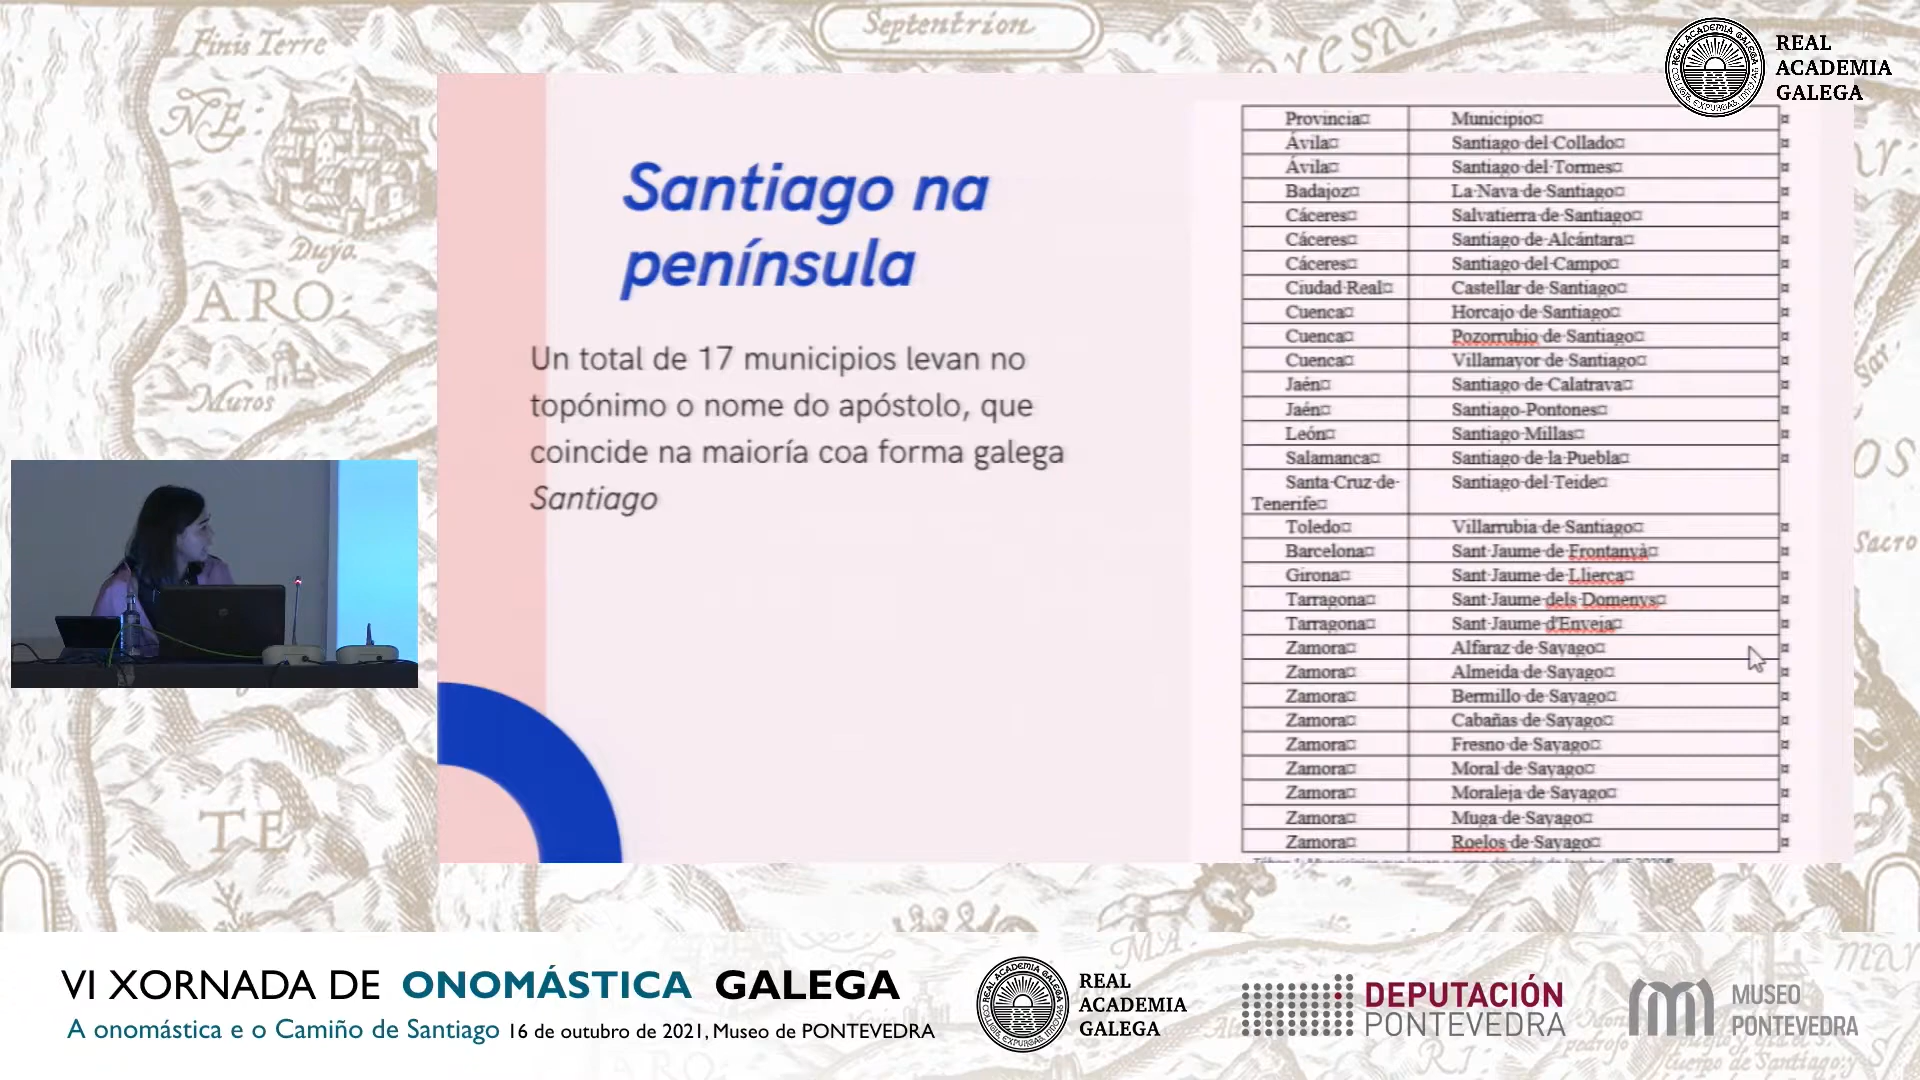 Septentrion
Finis Terre
NE
Duyo
ARO
Muros
TE
REAL
ACADEMIA
GALEGA
Santiago na
península
Un total de 17 municipios levan no
topónimo o nome do apóstolo, que
coincide na maioría coa forma galega
Santiago
Provincia¤ Municipio¤ ¤
Ávila¤ Santiago·del·Collado¤ ¤
Ávila¤ Santiago·del·Tormes¤ ¤
Badajoz¤ La·Nava·de·Santiago¤ ¤
Cáceres¤ Salvatierra·de·Santiago¤ ¤
Cáceres¤ Santiago·de·Alcántara¤ ¤
Cáceres¤ Santiago·del·Campo¤ ¤
Ciudad·Real¤ Castellar·de·Santiago¤ ¤
Cuenca¤ Horcajo·de·Santiago¤ ¤
Cuenca¤ Pozorrubio·de·Santiago¤ ¤
Cuenca¤ Villamayor·de·Santiago¤ ¤
Jaén¤ Santiago·de·Calatrava¤ ¤
Jaén¤ Santiago-Pontones¤ ¤
León¤ Santiago·Millas¤ ¤
Salamanca¤ Santiago·de·la·Puebla¤ ¤
Santa·Cruz·de· Santiago·del·Teide¤
Tenerife¤
Toledo¤ Villarrubia·de·Santiago¤ ¤
Barcelona¤ Sant·Jaume·de·Frontanyà¤ ¤
Girona¤ Sant·Jaume·de·Llierca¤ ¤
Tarragona¤ Sant·Jaume·dels·Domenys¤ ¤
Tarragona¤ Sant·Jaume·d'Enveja¤ ¤
Zamora¤ Alfaraz·de·Sayago¤ ¤
Zamora¤ Almeida·de·Sayago¤ ¤
Zamora¤ Bermillo·de·Sayago¤ ¤
Zamora¤ Cabañas·de·Sayago¤ ¤
Zamora¤ Fresno·de·Sayago¤ ¤
Zamora¤ Moral·de·Sayago¤ ¤
Zamora¤ Moraleja·de·Sayago¤ ¤
Zamora¤ Muga·de·Sayago¤ ¤
Zamora¤ Roelos·de·Sayago¤ ¤
Sacro
VI XORNADA DE ONOMÁSTICA GALEGA
A onomástica e o Camiño de Santiago 16 de outubro de 2021, Museo de PONTEVEDRA
REAL
ACADEMIA
GALEGA
DEPUTACIÓN
PONTEVEDRA
MUSEO
PONTEVEDRA